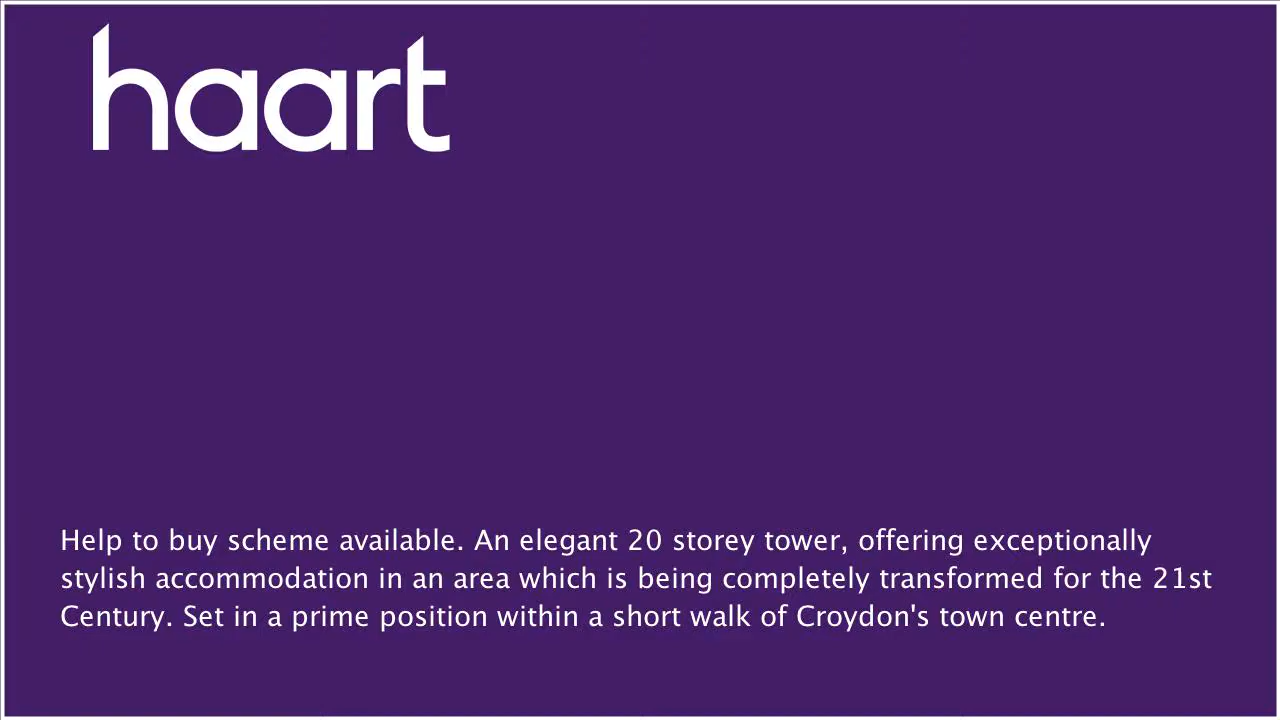 haart
Help to buy scheme available. An elegant 20 storey tower, offering exceptionally
stylish accommodation in an area which is being completely transformed for the 21st
Century. Set in a prime position within a short walk of Croydon's town centre.